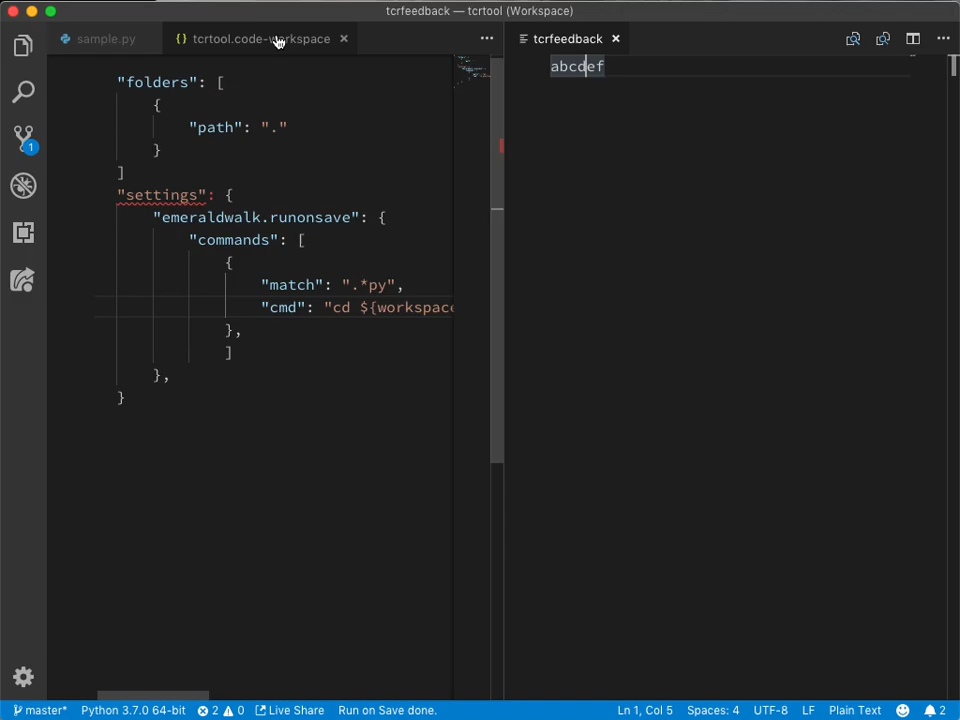 tcrfeedback — tcrtool (Workspace)
sample.py
{} tcrtool.code-workspace ×
tcrfeedback ×
"folders": [
{
"path": "."
}
]
"settings": {
"emeraldwalk.runonsave": {
"commands": [
{
"match": ".*py",
"cmd": "cd ${workspace
},
]
},
}
abcdef
1
master* Python 3.7.0 64-bit 2 0 Live Share Run on Save done. Ln 1, Col 5 Spaces: 4 UTF-8 LF Plain Text 2